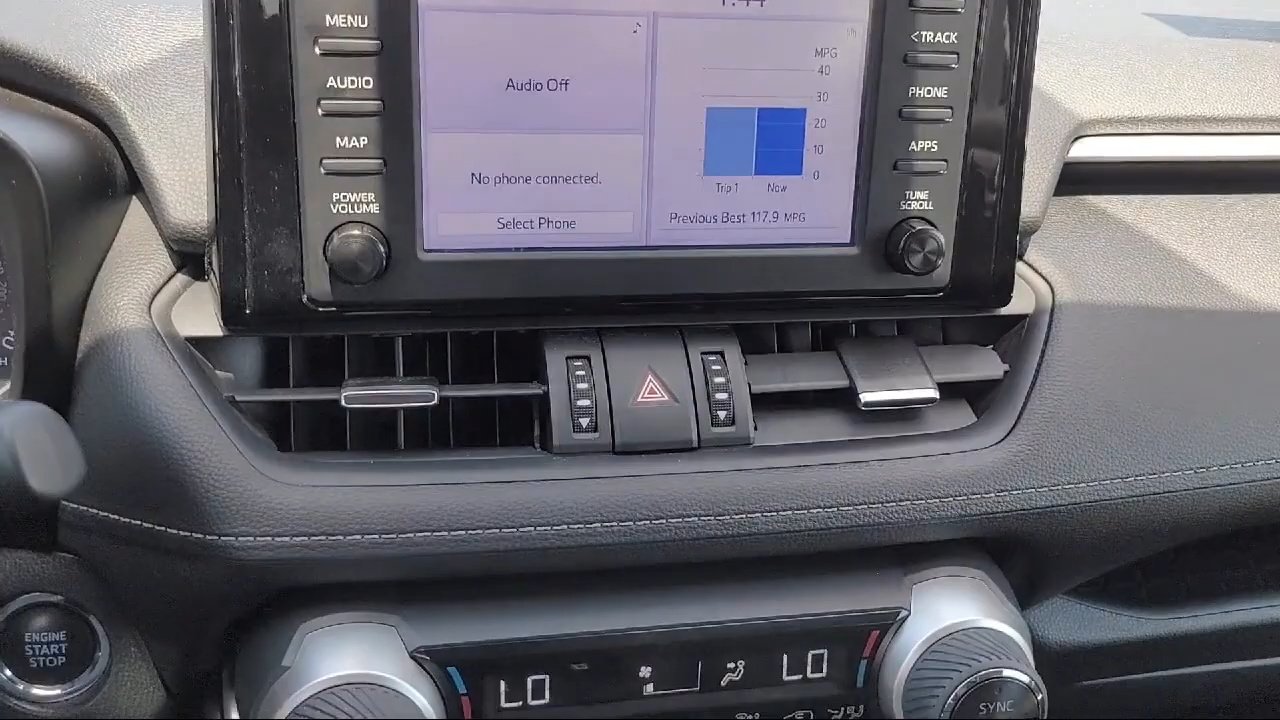 MENU
AUDIO
MAP
POWER
VOLUME
Audio Off
No phone connected.
Select Phone
MPG
40
30
20
10
0
Trip 1
Now
Previous Best 117.9 MPG
<TRACK
PHONE
APPS
TUNE
SCROLL
ENGINE
START
STOP
LO
LO
SYNC